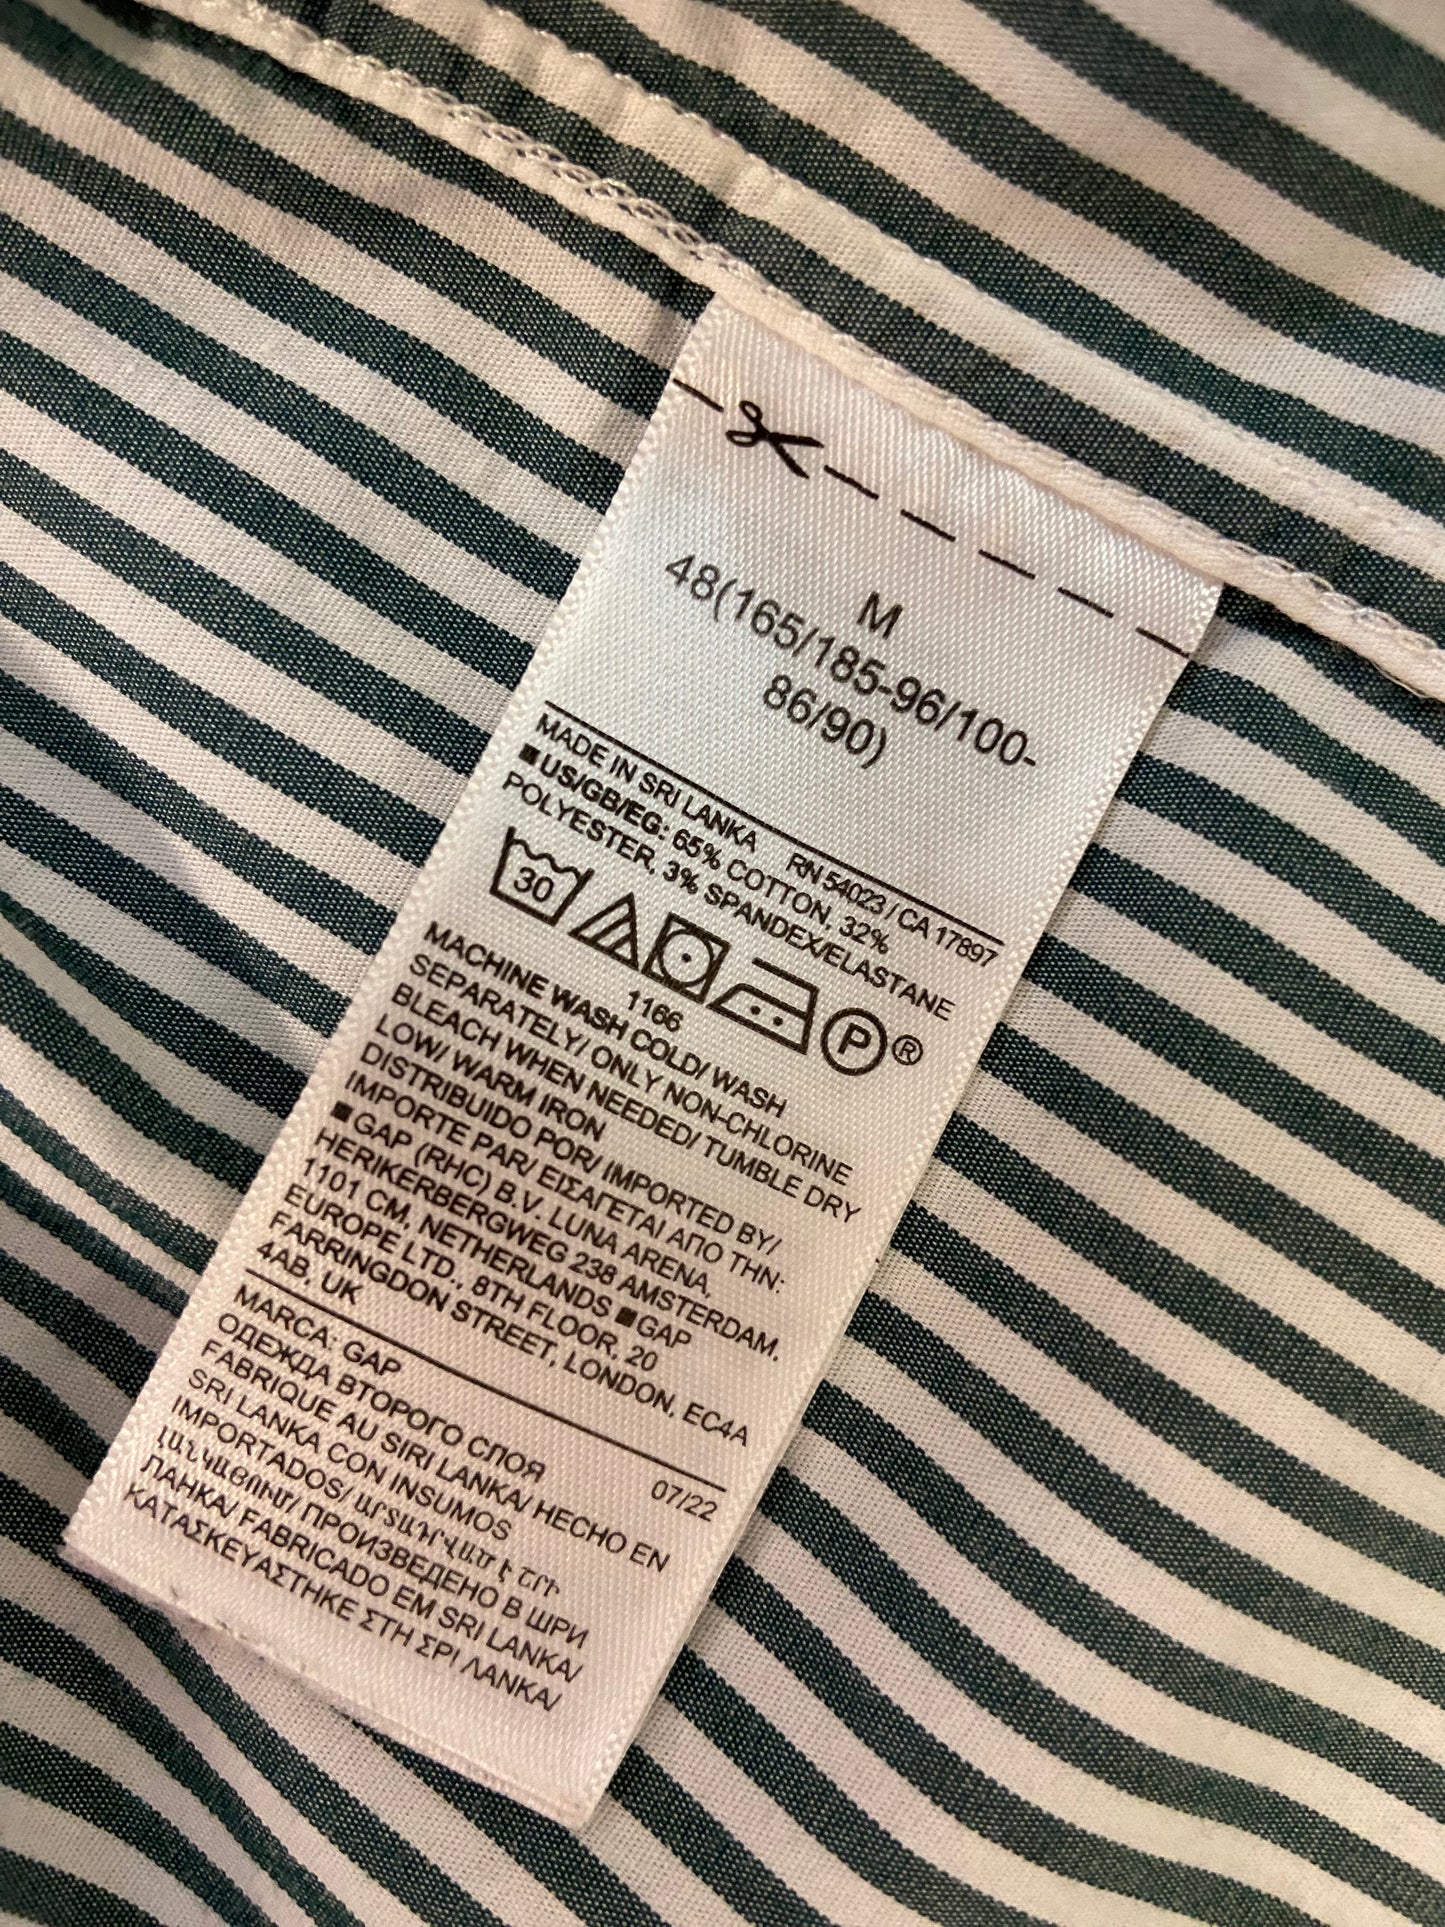 M
48(165/185-96/100-
86/90)
MADE IN SRI LANKA RN 54023 / CA 17897
■ US/GB/EG: 65% COTTON, 32%
POLYESTER, 3% SPANDEX/ELASTANE
30 P ®
1166
MACHINE WASH COLD/ WASH
SEPARATELY/ ONLY NON-CHLORINE
BLEACH WHEN NEEDED/ TUMBLE DRY
LOW/ WARM IRON
DISTRIBUIDO POR/ IMPORTED BY/
IMPORTE PAR/ ΕΙΣΑΓΕΤΑΙ ΑΠΟ ΤΗΝ:
■ GAP (RHC) B.V. LUNA ARENA,
HERIKERBERGWEG 238 AMSTERDAM,
1101 CM, NETHERLANDS ■ GAP
EUROPE LTD., 8TH FLOOR, 20
FARRINGDON STREET, LONDON, EC4A
4AB, UK
MARCA: GAP
ОДЕЖДА ВТОРОГО СЛОЯ 07/22
FABRIQUE AU SIRI LANKA/ HECHO EN
SRI LANKA CON INSUMOS
IMPORTADOS/ ԱՐՏԱԴՐՎԱԾ Է ՇՐԻ
ԼԱՆԿԱՅՈՒՄ/ ПРОИЗВЕДЕНО В ШРИ
ЛАНКА/ FABRICADO EM SRI LANKA/
ΚΑΤΑΣΚΕΥΑΣΤΗΚΕ ΣΤΗ ΣΡΙ ΛΑΝΚΑ/